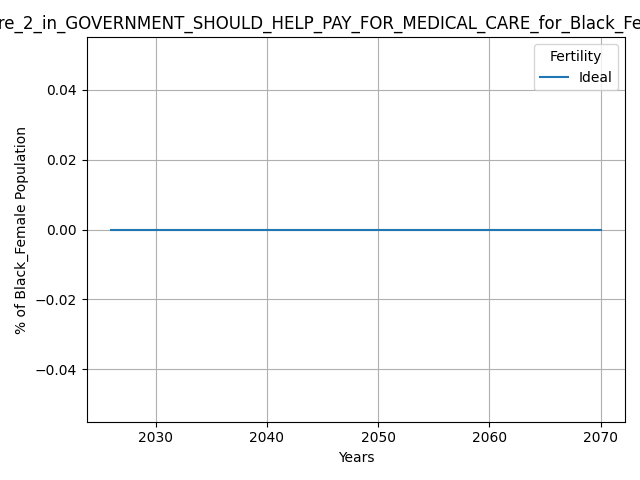 re_2_in_GOVERNMENT_SHOULD_HELP_PAY_FOR_MEDICAL_CARE_for_Black_Fe
Fertility
Ideal
0.04
0.02
0.00
−0.02
−0.04
% of Black_Female Population
2030 2040 2050 2060 2070
Years